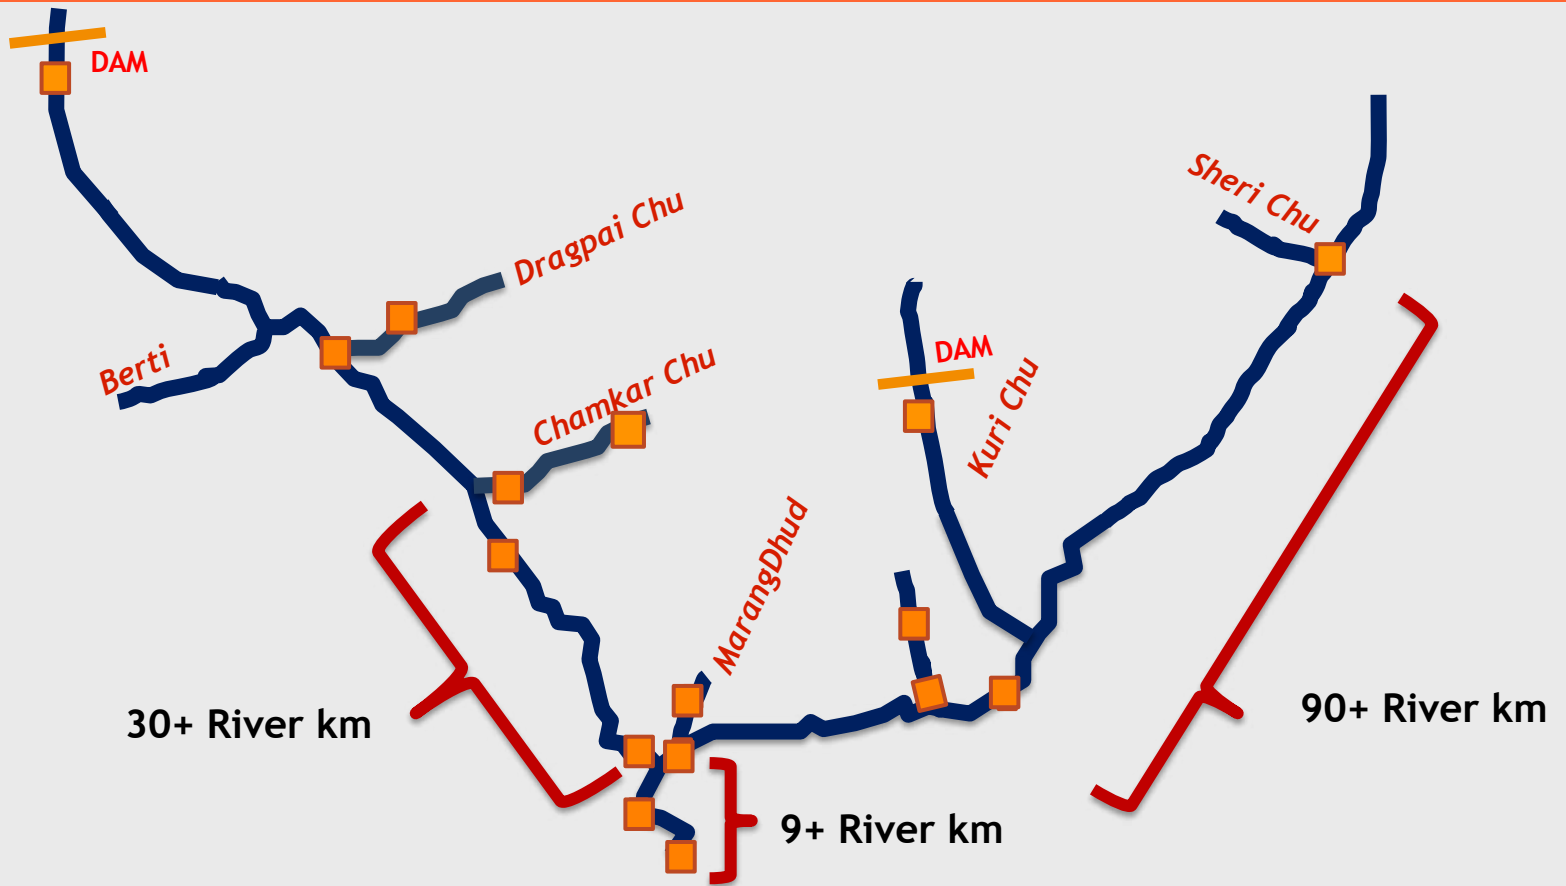 DAM
Sheri Chu
Dragpai Chu
Berti
DAM
Chamkar Chu
Kuri Chu
MarangDhud
30+ River km
90+ River km
9+ River km